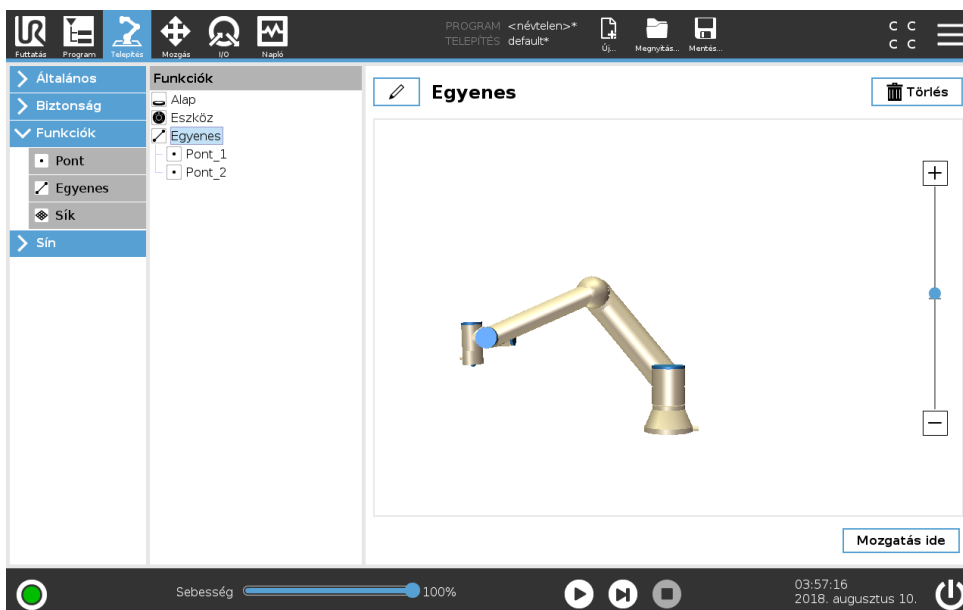 UR
Futtatás
Program
Telepítés
Mozgás
I/O
Napló
PROGRAM <névtelen>*
TELEPÍTÉS default*
Új...
Megnyitás...
Mentés...
C C
C C
Általános
Biztonság
Funkciók
Pont
Egyenes
Sík
Sín
Funkciók
Alap
Eszköz
Egyenes
Pont_1
Pont_2
Egyenes
Törlés
Mozgatás ide
Sebesség 100%
03:57:16
2018. augusztus 10.